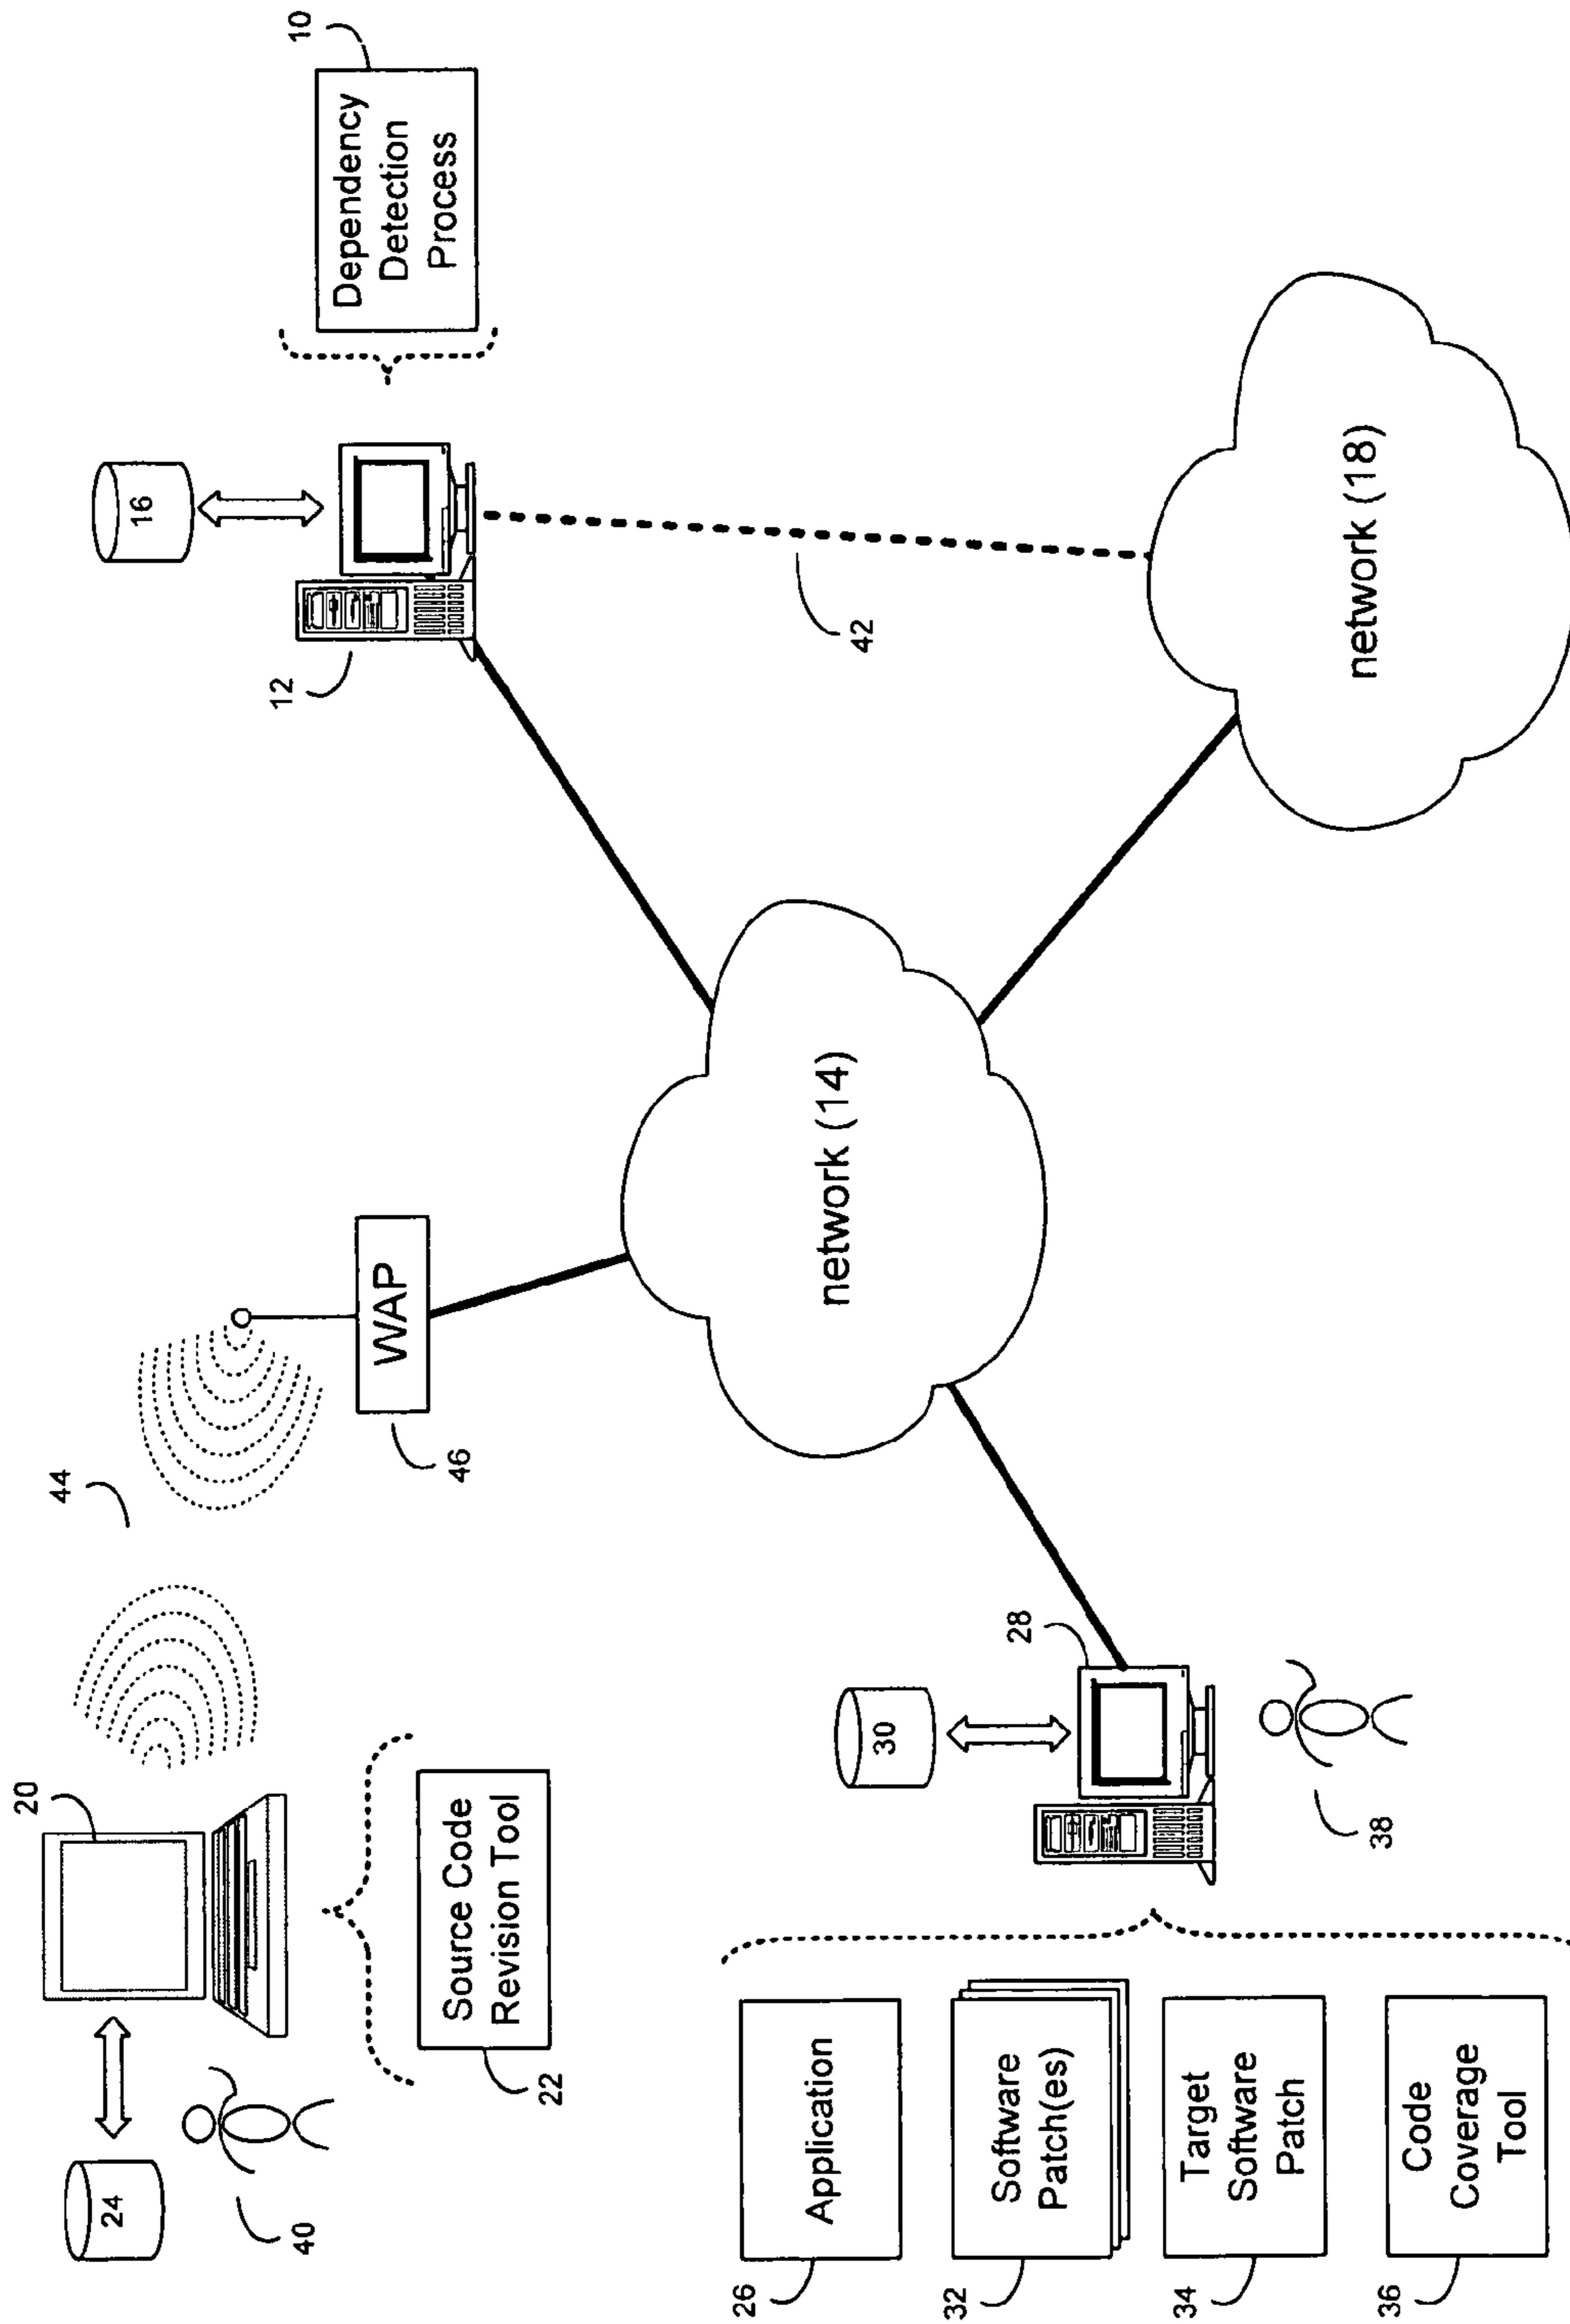 10
Dependency
Detection
Process
16
12
42
network (18)
network (14)
WAP
46
44
20
24
40
Source Code
Revision Tool
22
28
30
38
Application
26
Software
Patch(es)
32
Target
Software
Patch
34
Code
Coverage
Tool
36